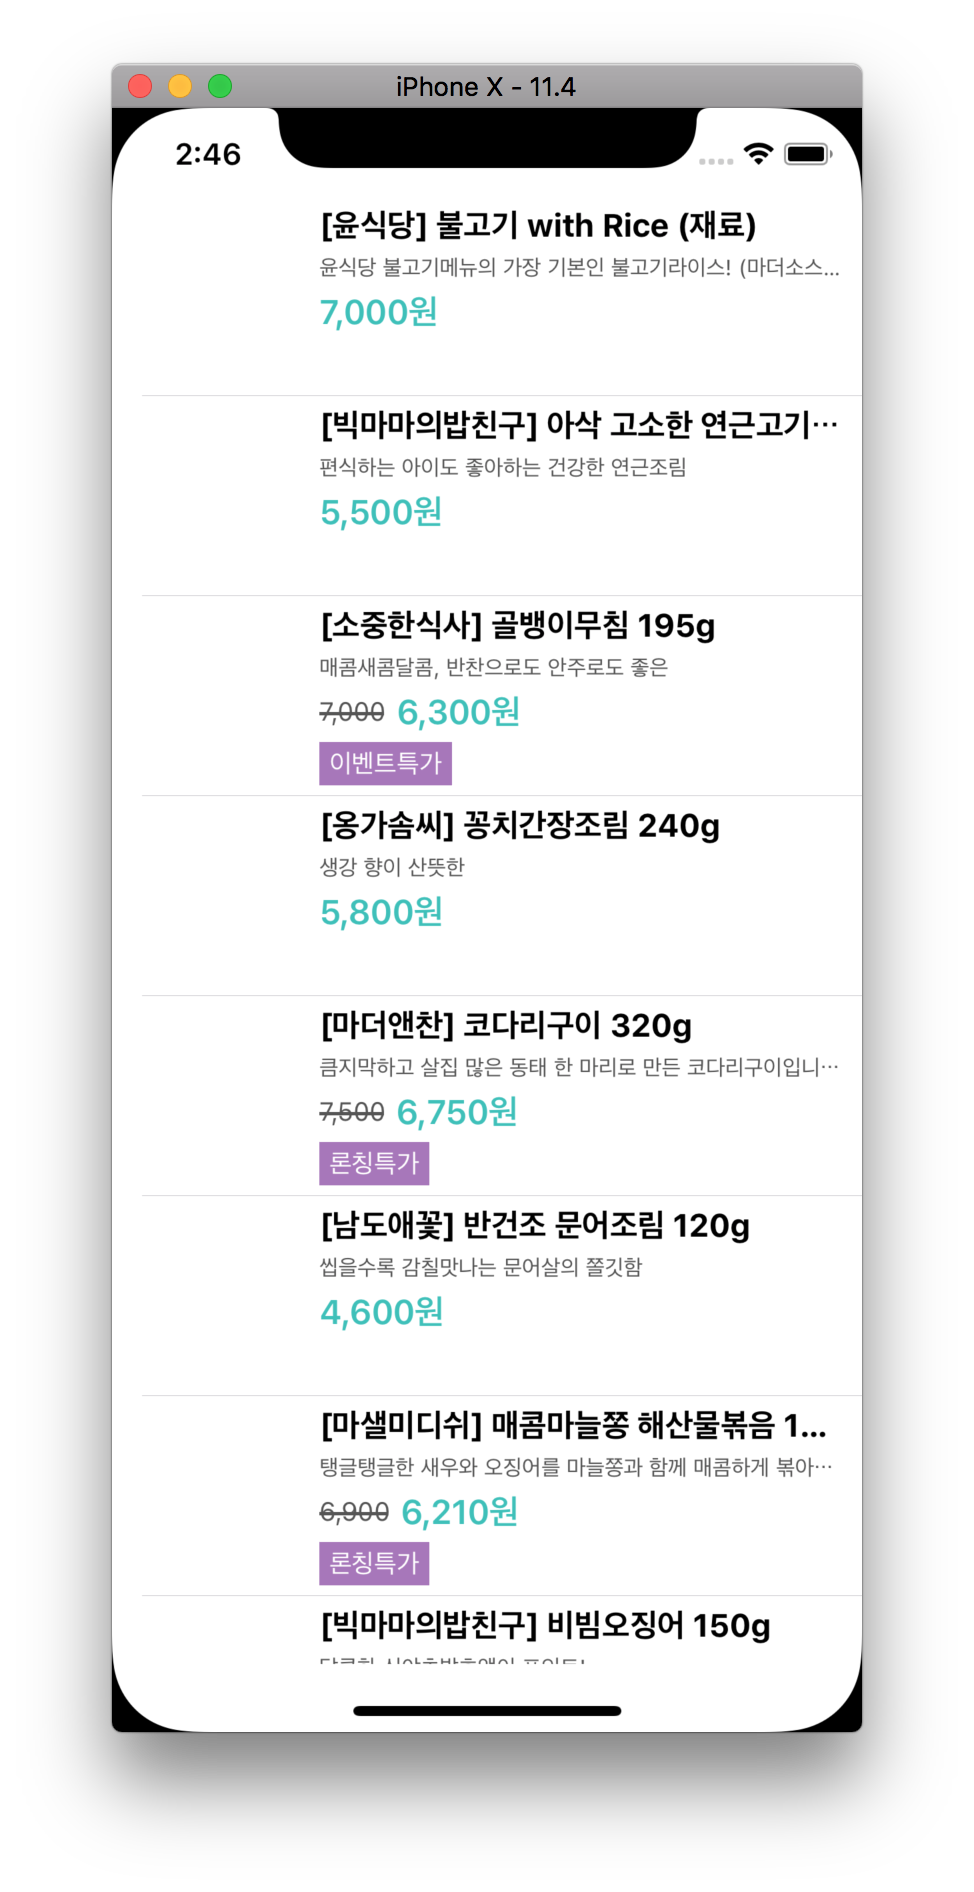 iPhone X - 11.4
2:46
[윤식당] 불고기 with Rice (재료)
윤식당 불고기메뉴의 가장 기본인 불고기라이스! (마더소스...
7,000원
[빅마마의밥친구] 아삭 고소한 연근고기…
편식하는 아이도 좋아하는 건강한 연근조림
5,500원
[소중한식사] 골뱅이무침 195g
매콤새콤달콤, 반찬으로도 안주로도 좋은
7,000 6,300원
이벤트특가
[옹가솜씨] 꽁치간장조림 240g
생강 향이 산뜻한
5,800원
[마더앤찬] 코다리구이 320g
큼지막하고 살집 많은 동태 한 마리로 만든 코다리구이입니…
7,500 6,750원
론칭특가
[남도애꽃] 반건조 문어조림 120g
씹을수록 감칠맛나는 문어살의 쫄깃함
4,600원
[마샐미디쉬] 매콤마늘쫑 해산물볶음 1...
탱글탱글한 새우와 오징어를 마늘쫑과 함께 매콤하게 볶아…
6,900 6,210원
론칭특가
[빅마마의밥친구] 비빔오징어 150g